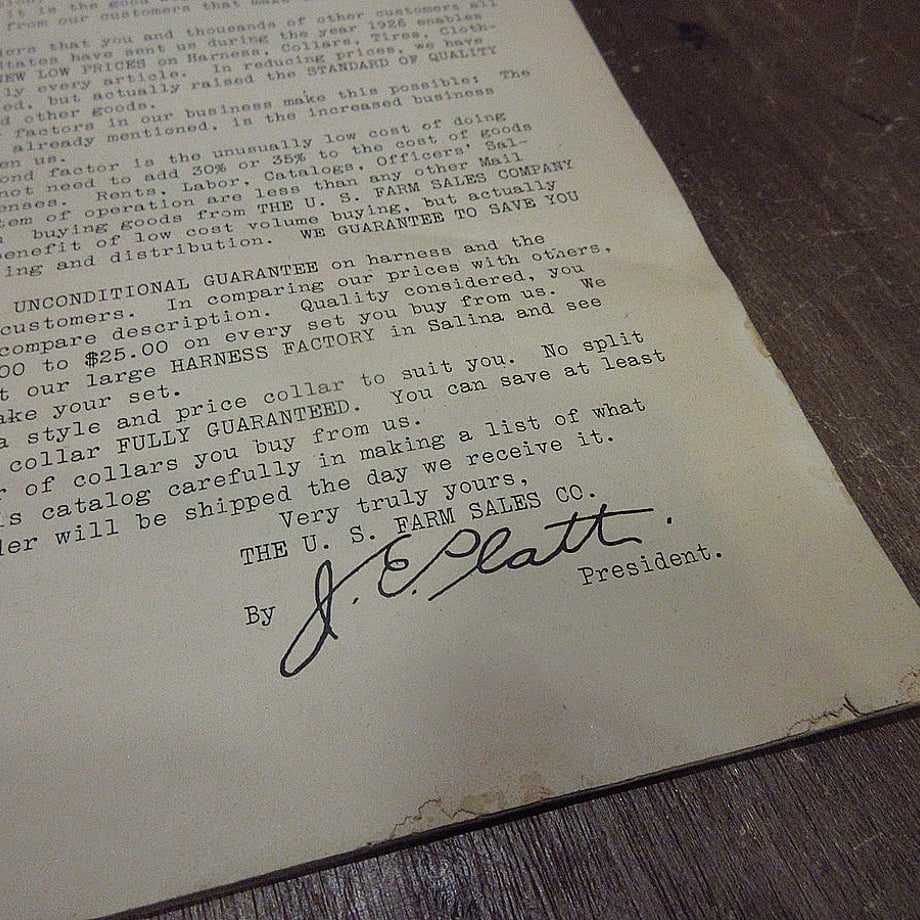 it is the good
from our customers that make
ders that you and thousands of other customers all
States have sent us during the year 1926 enables
NEW LOW PRICES on Harness, Collars, Tires, Cloth-
ly every article. In reducing prices, we have
ed, but actually raised the STANDARD OF QUALITY
d other goods.
factors in our business make this possible: The
already mentioned, is the increased business
en us.
ond factor is the unusually low cost of doing
not need to add 30% or 35% to the cost of goods
enses. Rents, Labor, Catalogs, Officers' Sal-
tem of operation are less than any other Mail
buying goods from THE U. S. FARM SALES COMPANY
benefit of low cost volume buying, but actually
ing and distribution. WE GUARANTEE TO SAVE YOU
UNCONDITIONAL GUARANTEE on harness and the
customers. In comparing our prices with others,
compare description. Quality considered, you
00 to $25.00 on every set you buy from us. We
t our large HARNESS FACTORY in Salina and see
ake your set.
a style and price collar to suit you. No split
collar FULLY GUARANTEED. You can save at least
r of collars you buy from us.
is catalog carefully in making a list of what
der will be shipped the day we receive it.
Very truly yours,
THE U. S. FARM SALES CO.
By J. E. Platt.
President.